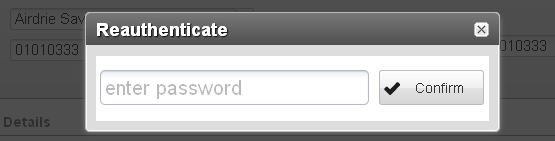 Airdrie Sav
Reauthenticate
01010333
010333
enter password
Confirm
Details